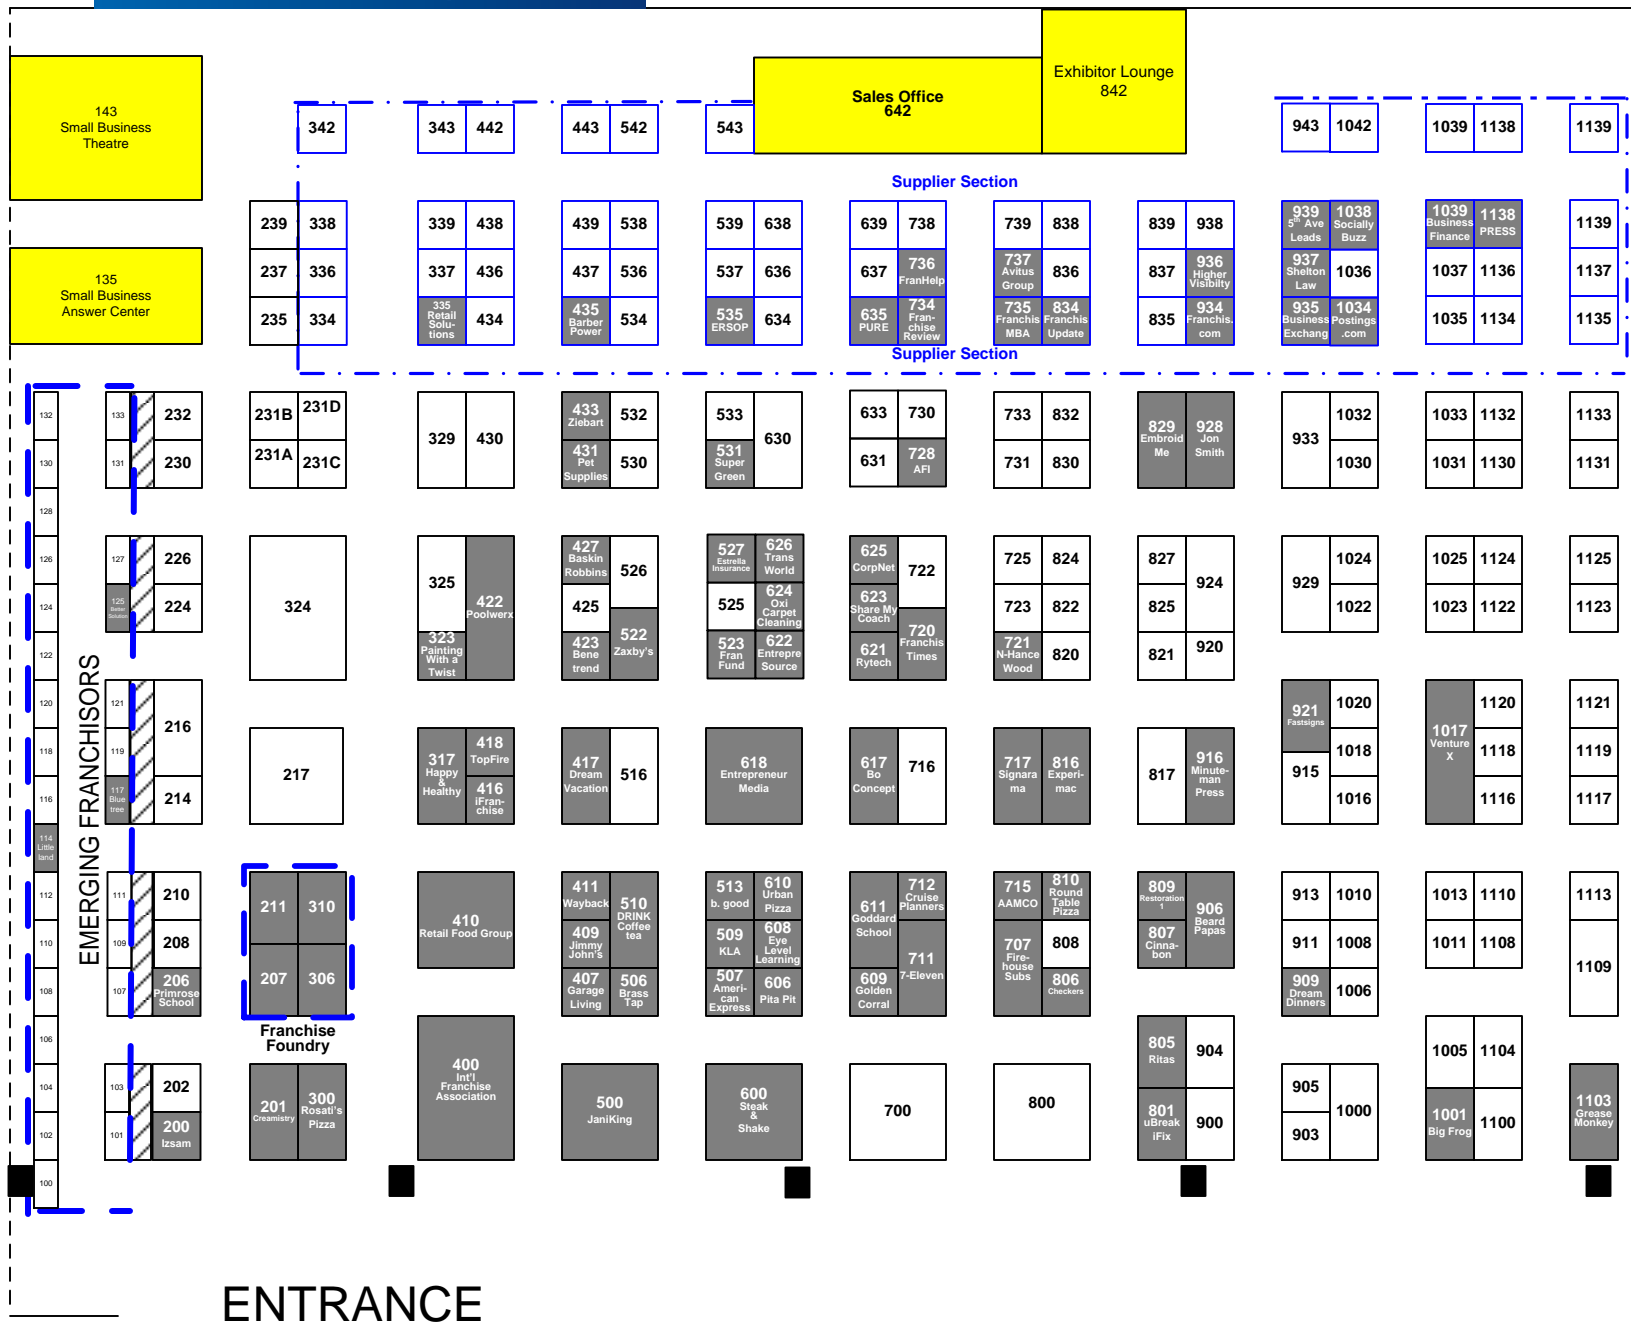 Exhibitor Lounge
842
Sales Office
642
143
Small Business
Theatre
342
343 442
443 542
543
943 1042
1039 1138
1139
Supplier Section
239 338
339 438
439 538
539 638
639 738
739 838
839 938
939
5th Ave
Leads
1038
Socially
Buzz
1039
Business
Finance
1138
PRESS
1139
135
Small Business
Answer Center
237 336
337 436
437 536
537 636
637
736
FranHelp
737
Avitus
Group
836
837
936
Higher
Visibilty
937
Shelton
Law
1036
1037 1136
1137
235 334
335
Retail
Solu-
tions
434
435
Barber
Power
534
535
ERSOP
634
635
PURE
734
Fran-
chise
Review
735
Franchis
MBA
834
Franchis
Update
835
934
Franchis.
com
935
Business
Exchang
1034
Postings
.com
1035 1134
1135
Supplier Section
EMERGING FRANCHISORS
132
130
128
126
124
122
120
118
116
114
Little
land
112
110
108
106
104
102
100
133
131
232
230
231B 231D
231A 231C
329 430
433
Ziebart
532
431
Pet
Supplies
530
533
531
Super
Green
630
633 730
631
728
AFI
733 832
731 830
829
Embroid
Me
928
Jon
Smith
933
1032
1030
1033 1132
1031 1130
1133
1131
127
125
226
224
324
325
422
Poolwerx
323
Painting
With a
Twist
427
Baskin
Robbins
526
425
423
Bene
trend
522
Zaxby's
527
Estrella
Insurance
626
Trans
World
525
624
Oxi
Carpet
Cleaning
523
Fran
Fund
622
Entrepre
Source
625
CorpNet
722
623
Share My
Coach
621
Rytech
720
Franchis
Times
725 824
723 822
721
N-Hance
Wood
820
827
825
821
924
920
929
1024
1022
1025 1124
1023 1122
1125
1123
121
119
117
Blue
tree
216
214
217
317
Happy
&
Healthy
418
TopFire
416
iFran-
chise
417
Dream
Vacation
516
618
Entrepreneur
Media
617
Bo
Concept
716
717
Signara
ma
816
Experi-
mac
817
916
Minute-
man
Press
921
Fastsigns
915
1020
1018
1016
1017
Venture
X
1120
1118
1116
1121
1119
1117
111
109
107
210
208
206
Primrose
School
211 310
207 306
Franchise
Foundry
410
Retail Food Group
411
Wayback
510
DRINK
Coffee
tea
409
Jimmy
John's
407
Garage
Living
506
Brass
Tap
513
b. good
610
Urban
Pizza
509
KLA
608
Eye
Level
Learning
507
Ameri-
can
Express
606
Pita Pit
611
Goddard
School
712
Cruise
Planners
711
7-Eleven
609
Golden
Corral
715
AAMCO
810
Round
Table
Pizza
707
Fire-
house
Subs
808
806
Checkers
809
Restoration
1
906
Beard
Papas
807
Cinna-
bon
913 1010
911 1008
909
Dream
Dinners
1006
1013 1110
1011 1108
1113
1109
103
101
202
200
Izsam
201
Creamistry
300
Rosati's
Pizza
400
Int'l
Franchise
Association
500
JaniKing
600
Steak
&
Shake
700
800
805
Ritas
904
801
uBreak
iFix
900
905
903
1000
1005 1104
1001
Big Frog
1100
1103
Grease
Monkey
ENTRANCE